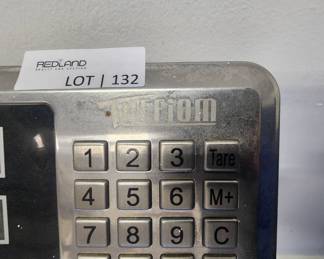 REDLAND
LOT | 132
1 2 3 Tare
4 5 6 M+
7 8 9 C